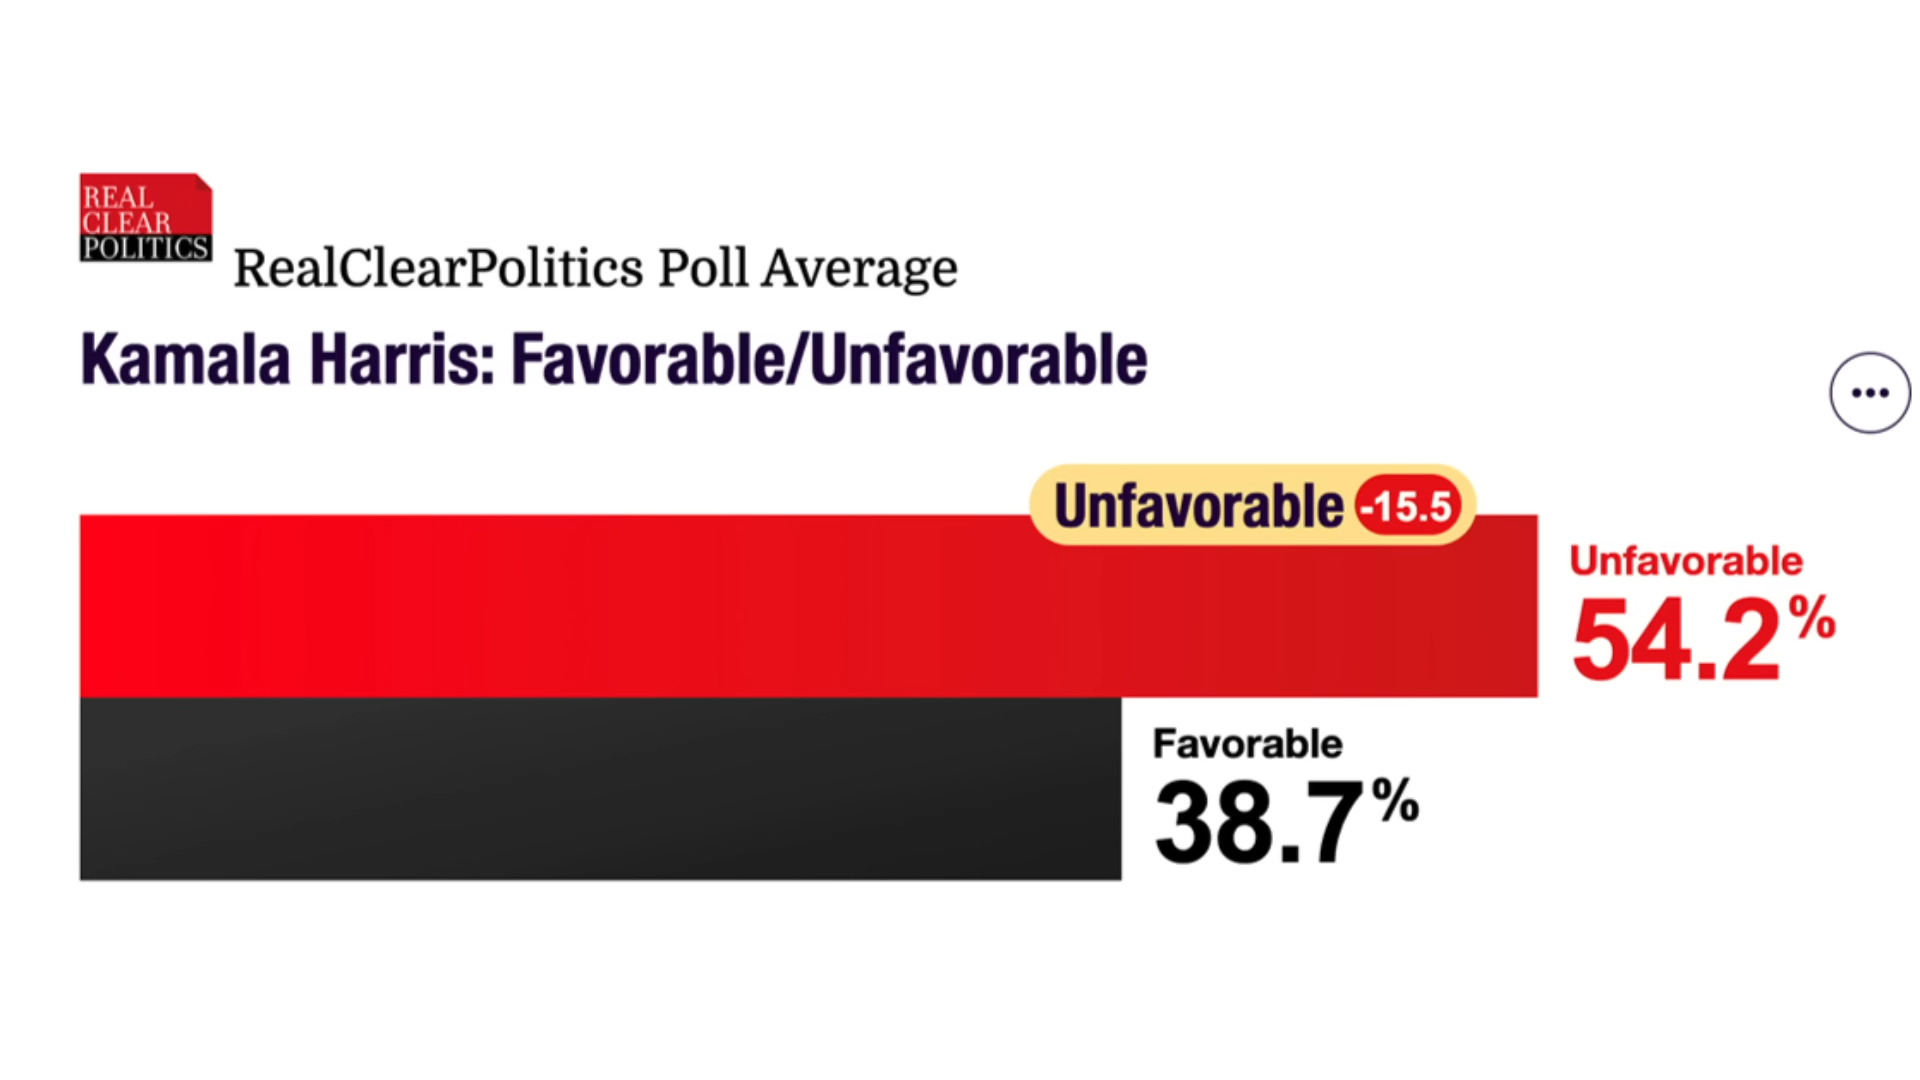 REAL
CLEAR
POLITICS
RealClearPolitics Poll Average
Kamala Harris: Favorable/Unfavorable
Unfavorable -15.5
Unfavorable
54.2%
Favorable
38.7%